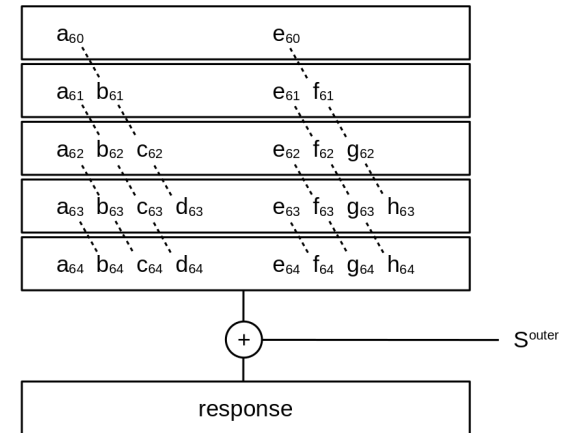 a₆₀ e₆₀
a₆₁ b₆₁ e₆₁ f₆₁
a₆₂ b₆₂ c₆₂ e₆₂ f₆₂ g₆₂
a₆₃ b₆₃ c₆₃ d₆₃ e₆₃ f₆₃ g₆₃ h₆₃
a₆₄ b₆₄ c₆₄ d₆₄ e₆₄ f₆₄ g₆₄ h₆₄
+ Sᵒᵘᵗᵉʳ
response